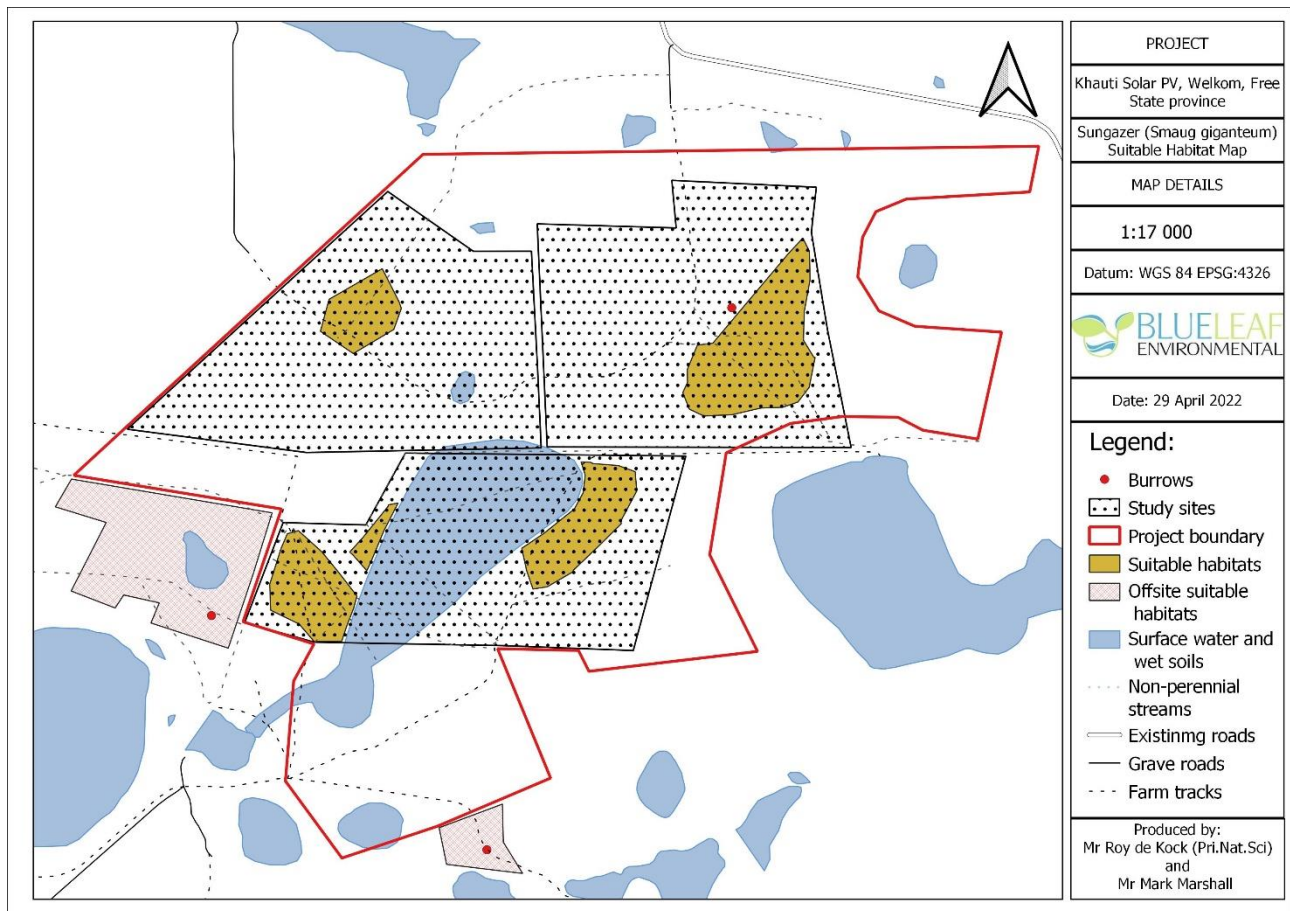 PROJECT
Khauti Solar PV, Welkom, Free
State province
Sungazer (Smaug giganteum)
Suitable Habitat Map
MAP DETAILS
1:17 000
Datum: WGS 84 EPSG:4326
BLUELEAF
ENVIRONMENTAL
Date: 29 April 2022
Legend:
Burrows
Study sites
Project boundary
Suitable habitats
Offsite suitable
habitats
Surface water and
wet soils
Non-perennial
streams
Existinmg roads
Grave roads
Farm tracks
Produced by:
Mr Roy de Kock (Pri.Nat.Sci)
and
Mr Mark Marshall